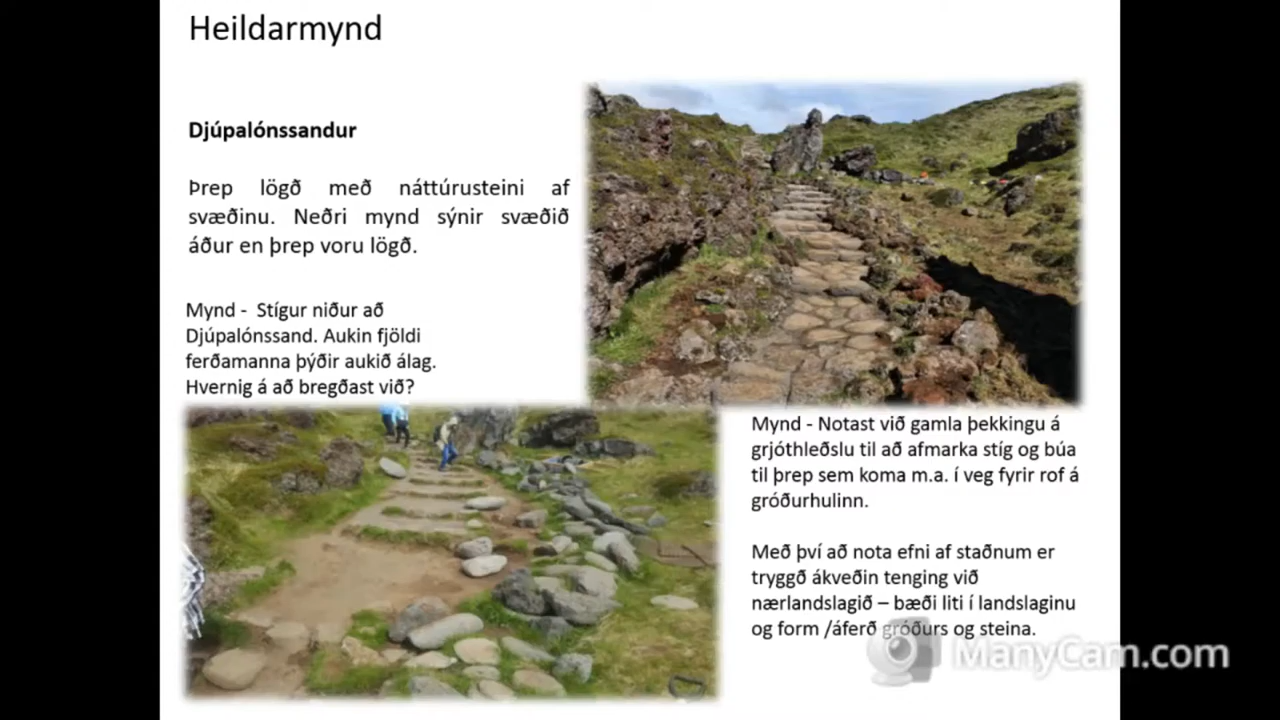 Heildarmynd
Djúpalónssandur
Þrep lögð með náttúrusteini af
svæðinu. Neðri mynd sýnir svæðið
áður en þrep voru lögð.
Mynd - Stígur niður að
Djúpalónssand. Aukin fjöldi
ferðamanna þýðir aukið álag.
Hvernig á að bregðast við?
Mynd - Notast við gamla þekkingu á
grjóthleðslu til að afmarka stíg og búa
til þrep sem koma m.a. í veg fyrir rof á
gróðurhulinn.
Með því að nota efni af staðnum er
tryggð ákveðin tenging við
nærlandslagið – bæði liti í landslaginu
og form /áferð gróðurs og steina.
ManyCam.com